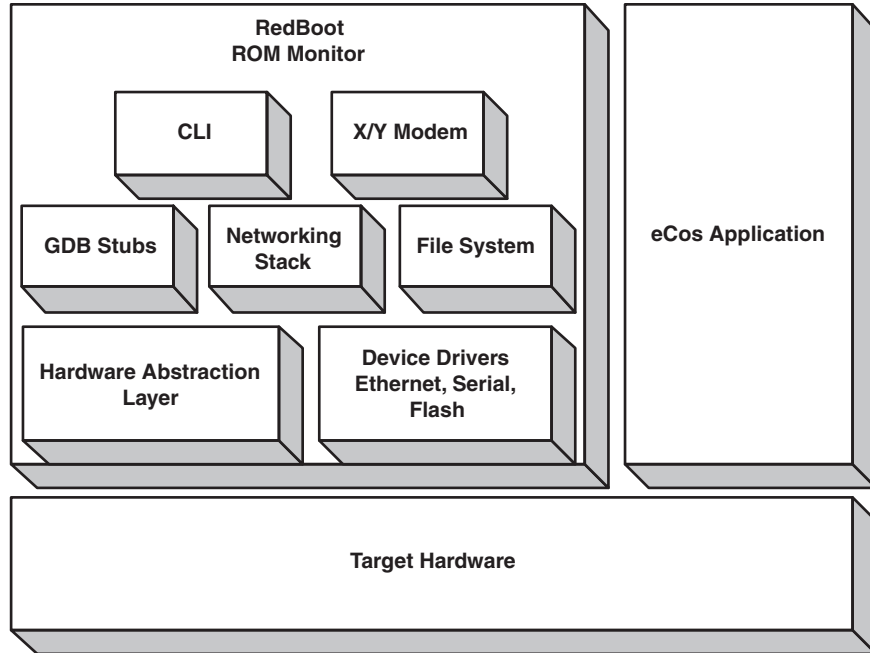 RedBoot
ROM Monitor
CLI
X/Y Modem
GDB Stubs
Networking
Stack
File System
eCos Application
Hardware Abstraction
Layer
Device Drivers
Ethernet, Serial,
Flash
Target Hardware